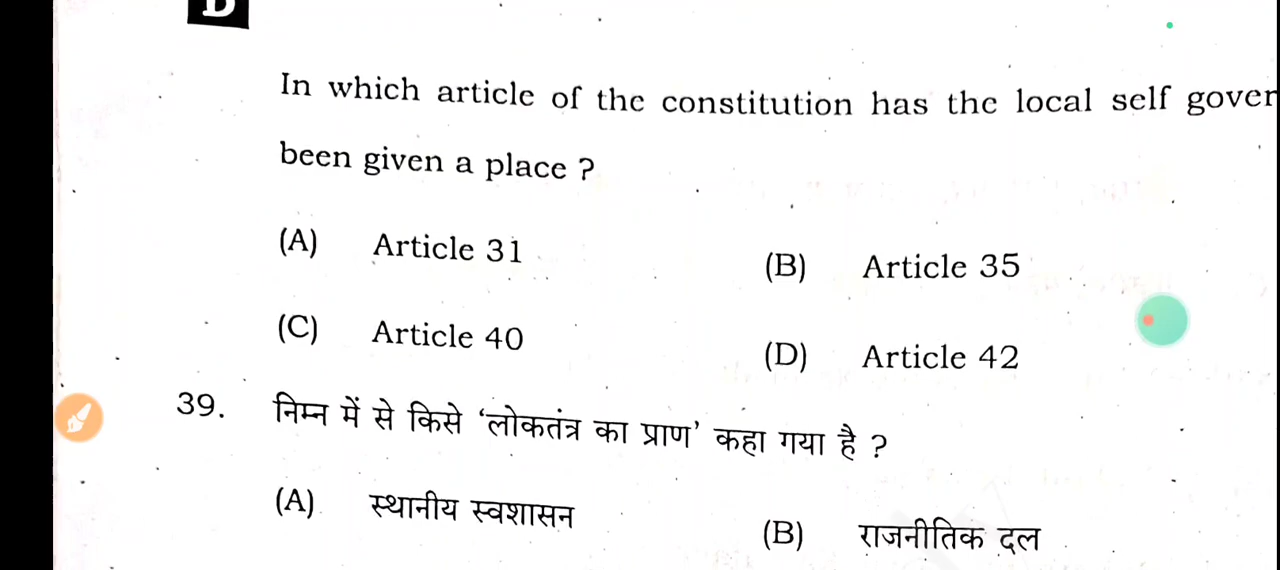 D
In which article of the constitution has the local self gover
been given a place ?
(A) Article 31
(B) Article 35
(C) Article 40
(D) Article 42
39. निम्न में से किसे ‘लोकतंत्र का प्राण’ कहा गया है ?
(A) स्थानीय स्वशासन
(B) राजनीतिक दल